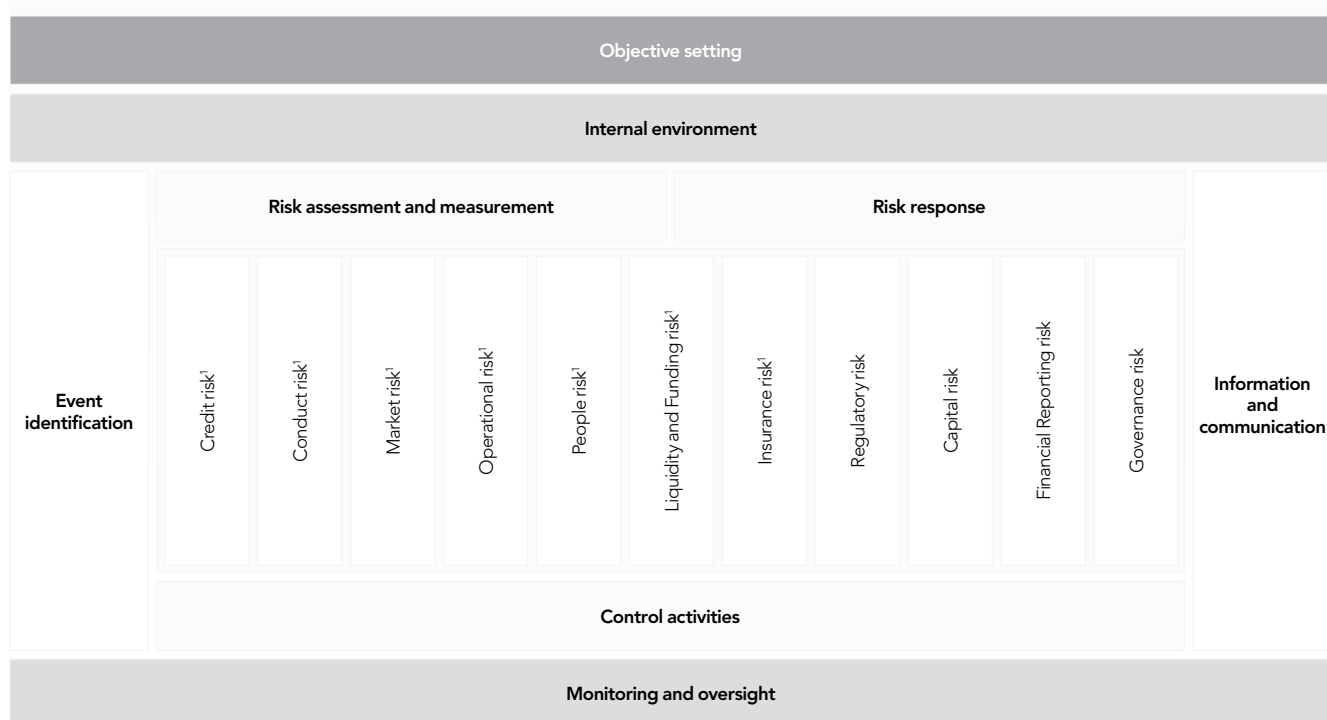 Objective setting
Internal environment
Risk assessment and measurement
Risk response
Event
identification
Credit risk¹
Conduct risk¹
Market risk¹
Operational risk¹
People risk¹
Liquidity and Funding risk¹
Insurance risk¹
Regulatory risk
Capital risk
Financial Reporting risk
Governance risk
Information
and
communication
Control activities
Monitoring and oversight